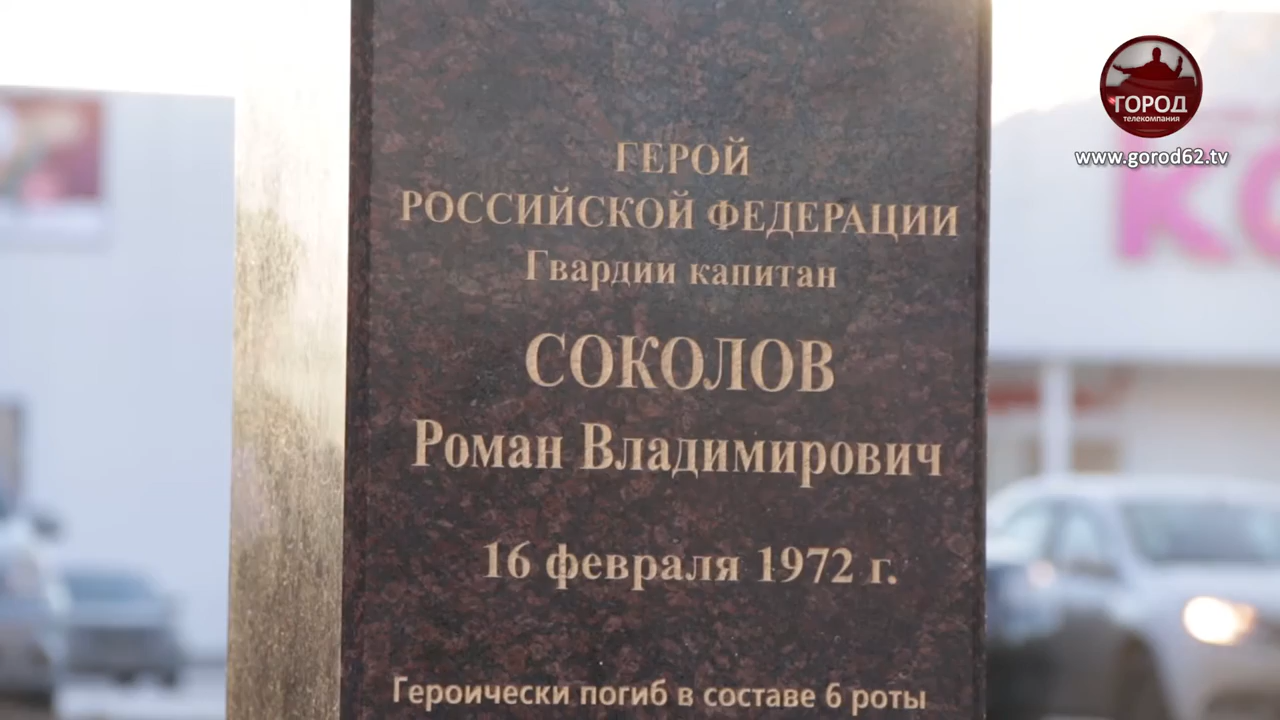 ГОРОД
телекомпания
www.gorod62.tv
ГЕРОЙ
РОССИЙСКОЙ ФЕДЕРАЦИИ
Гвардии капитан
СОКОЛОВ
Роман Владимирович
16 февраля 1972 г.
Героически погиб в составе 6 роты